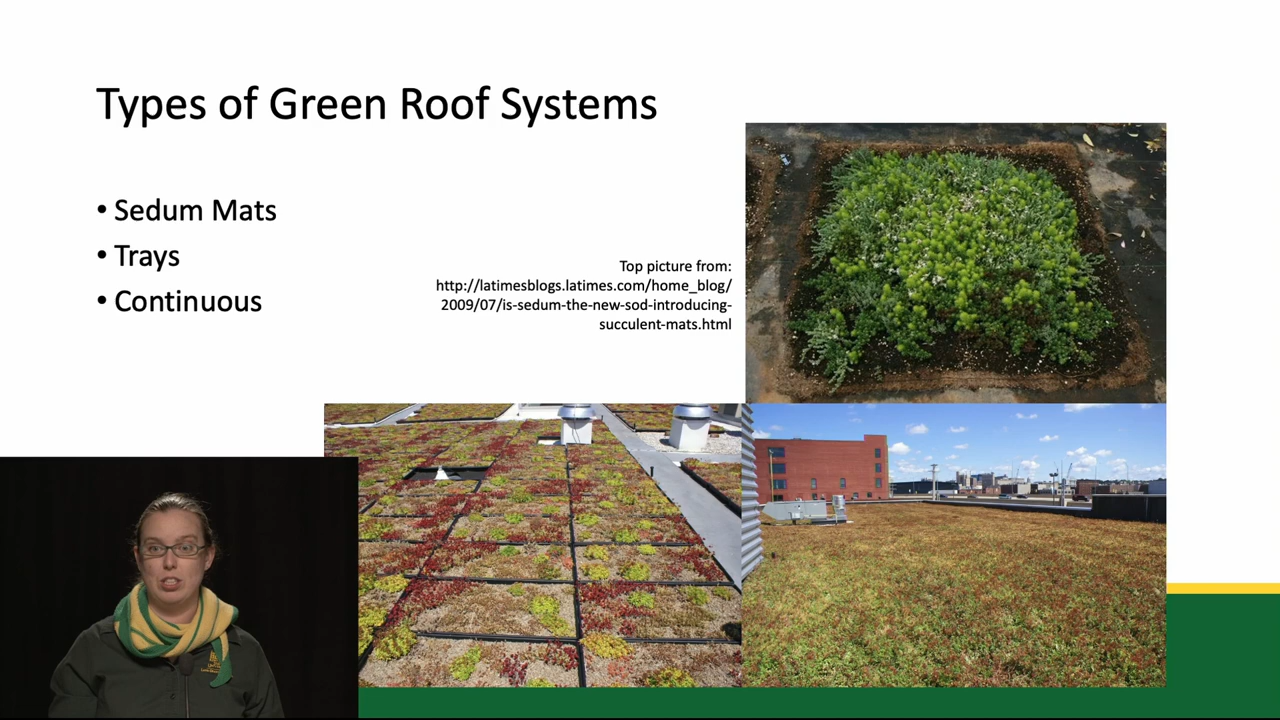 Types of Green Roof Systems
• Sedum Mats
• Trays
• Continuous
Top picture from:
http://latimesblogs.latimes.com/home_blog/
2009/07/is-sedum-the-new-sod-introducing-
succulent-mats.html